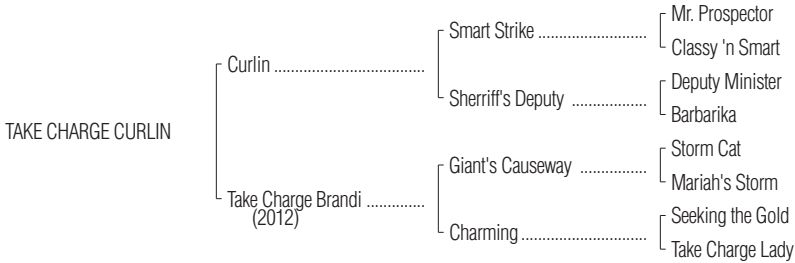 Mr. Prospector
Smart Strike ..........................
Classy 'n Smart
Curlin ...................................
Deputy Minister
Sherriff's Deputy ..................
Barbarika
TAKE CHARGE CURLIN
Storm Cat
Giant's Causeway ................
Mariah's Storm
Take Charge Brandi ..............
(2012)
Seeking the Gold
Charming.............................
Take Charge Lady